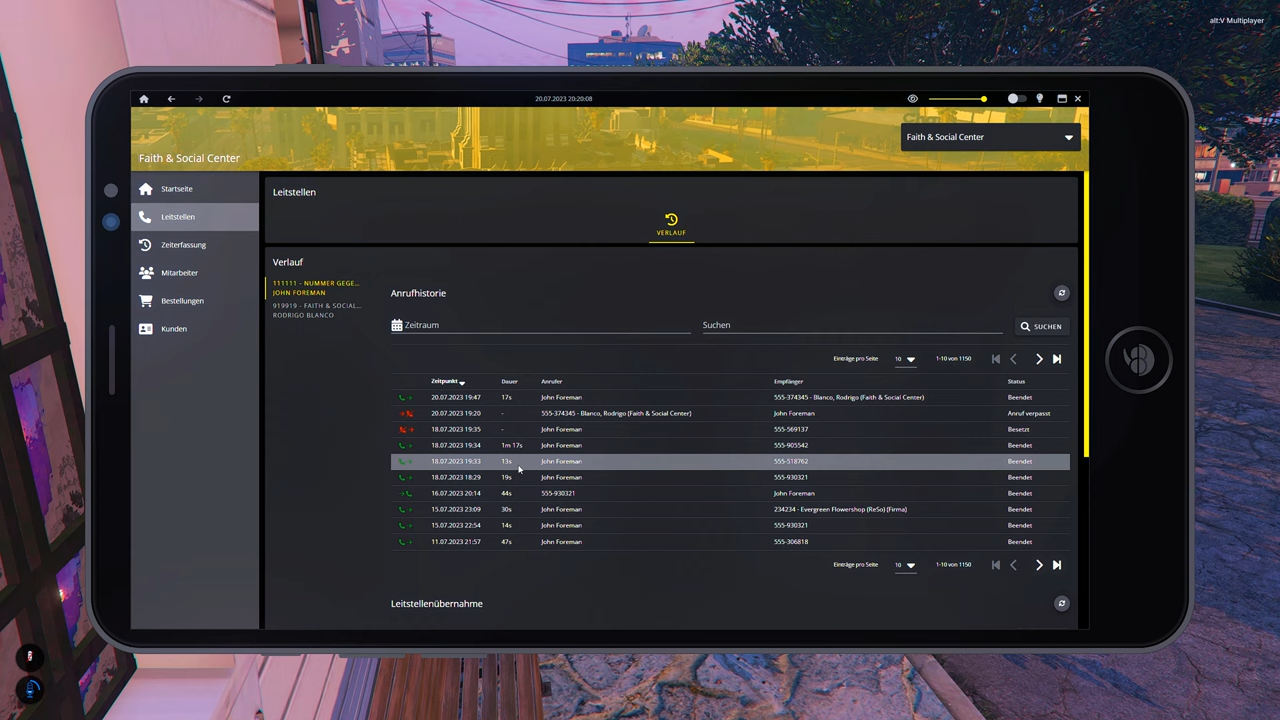 alt:V Multiplayer
20.07.2023 20:20:08
Faith & Social Center
Faith & Social Center
Startseite
Leitstellen
Zeiterfassung
Mitarbeiter
Bestellungen
Kunden
Leitstellen
VERLAUF
Verlauf
111111 - NUMMER GEGE...
JOHN FOREMAN
919919 - FAITH & SOCIAL...
RODRIGO BLANCO
Anrufhistorie
Zeitraum Suchen SUCHEN
Einträge pro Seite 10 1-10 von 1150
Zeitpunkt Dauer Anrufer Empfänger Status
20.07.2023 19:47 17s John Foreman 555-374345 - Blanco, Rodrigo (Faith & Social Center) Beendet
20.07.2023 19:20 - 555-374345 - Blanco, Rodrigo (Faith & Social Center) John Foreman Anruf verpasst
18.07.2023 19:35 - John Foreman 555-569137 Besetzt
18.07.2023 19:34 1m 17s John Foreman 555-905542 Beendet
18.07.2023 19:33 13s John Foreman 555-518762 Beendet
18.07.2023 18:29 19s John Foreman 555-930321 Beendet
16.07.2023 20:14 44s 555-930321 John Foreman Beendet
15.07.2023 23:09 30s John Foreman 234234 - Evergreen Flowershop (ReSo) (Firma) Beendet
15.07.2023 22:54 14s John Foreman 555-930321 Beendet
11.07.2023 21:57 47s John Foreman 555-306818 Beendet
Einträge pro Seite 10 1-10 von 1150
Leitstellenübernahme